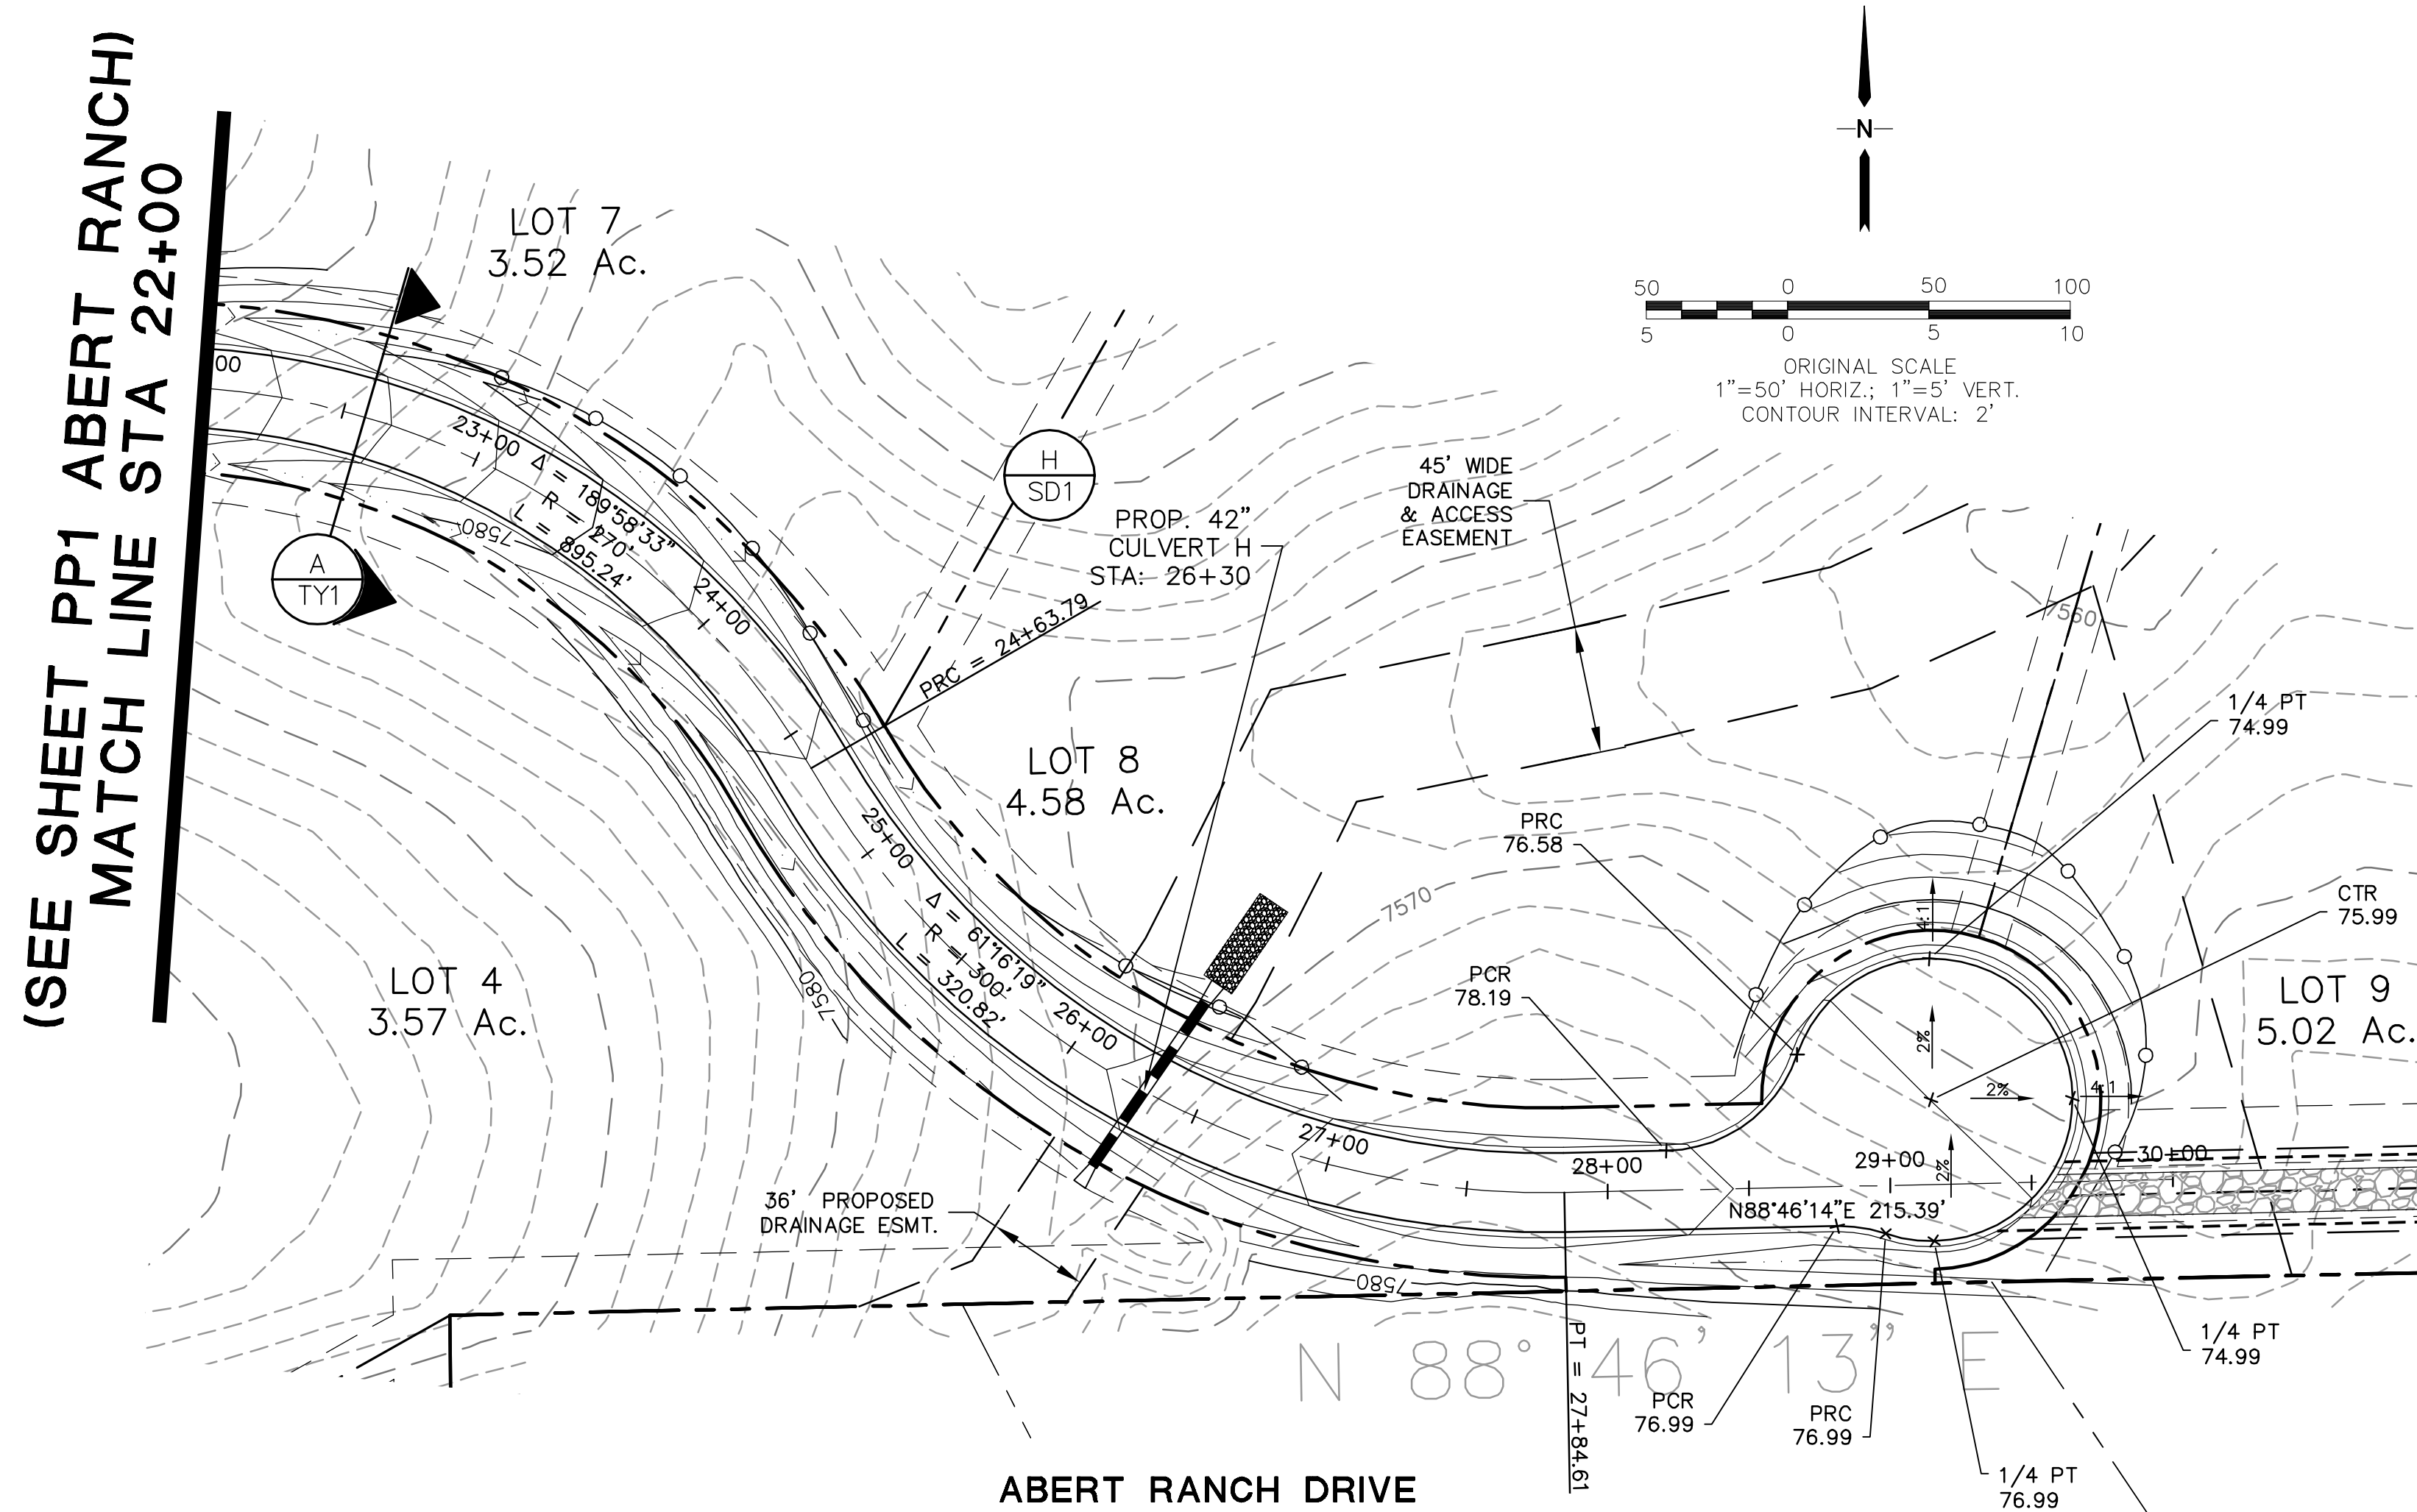 (SEE SHEET PP1 ABERT RANCH)
MATCH LINE STA 22+00
LOT 7
3.52 Ac.
N
50 0 50 100
5 0 5 10
ORIGINAL SCALE
1"=50' HORIZ.; 1"=5' VERT.
CONTOUR INTERVAL: 2'
00
23+00
Δ = 189°58'33"
R = 270'
L = 895.24'
7580
A
TY1
24+00
H
SD1
PROP. 42"
CULVERT H
STA: 26+30
PRC = 24+63.79
45' WIDE
DRAINAGE
& ACCESS
EASEMENT
7560
1/4 PT
74.99
LOT 8
4.58 Ac.
PRC
76.58
25+00
Δ = 61°16'19"
R = 300'
L = 320.82'
7570
CTR
75.99
4:1
LOT 4
3.57 Ac.
7580
26+00
PCR
78.19
LOT 9
5.02 Ac.
2%
2%
4:1
27+00
28+00
29+00
2%
30+00
36' PROPOSED
DRAINAGE ESMT.
N88°46'14"E 215.39'
7580
N 88° 46' 13" E
PT = 27+84.61
PCR
76.99
PRC
76.99
1/4 PT
74.99
1/4 PT
76.99
ABERT RANCH DRIVE